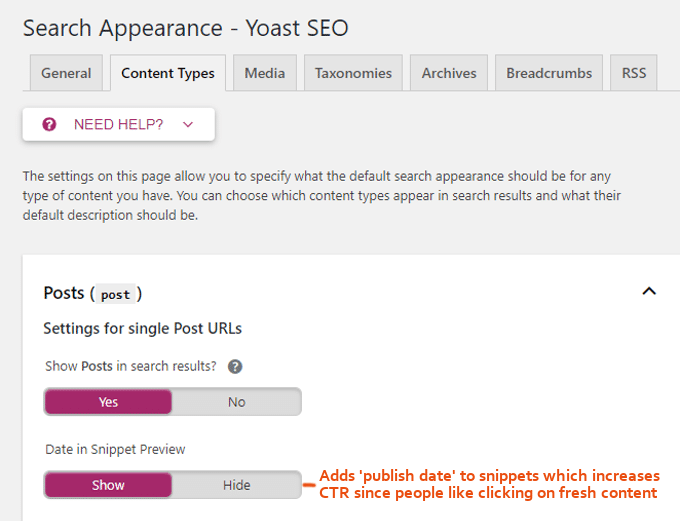 Search Appearance - Yoast SEO
General Content Types Media Taxonomies Archives Breadcrumbs RSS
NEED HELP?
The settings on this page allow you to specify what the default search appearance should be for any
type of content you have. You can choose which content types appear in search results and what their
default description should be.
Posts (post)
Settings for single Post URLs
Show Posts in search results?
Yes No
Date in Snippet Preview
Show Hide
Adds 'publish date' to snippets which increases
CTR since people like clicking on fresh content